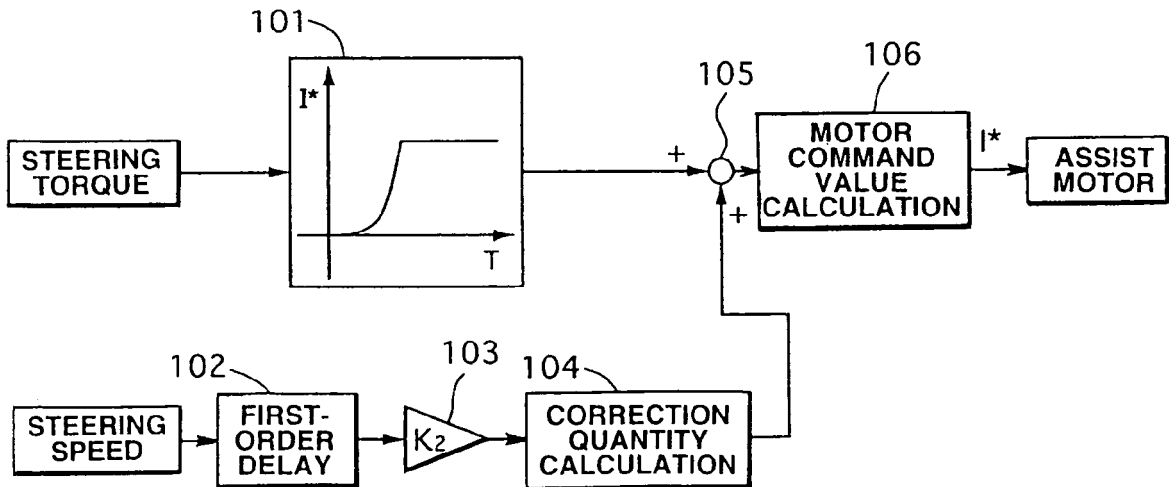 101
I*
T
STEERING
TORQUE
+
105
+
106
MOTOR
COMMAND
VALUE
CALCULATION
I*
ASSIST
MOTOR
STEERING
SPEED
102
FIRST-
ORDER
DELAY
103
K2
104
CORRECTION
QUANTITY
CALCULATION